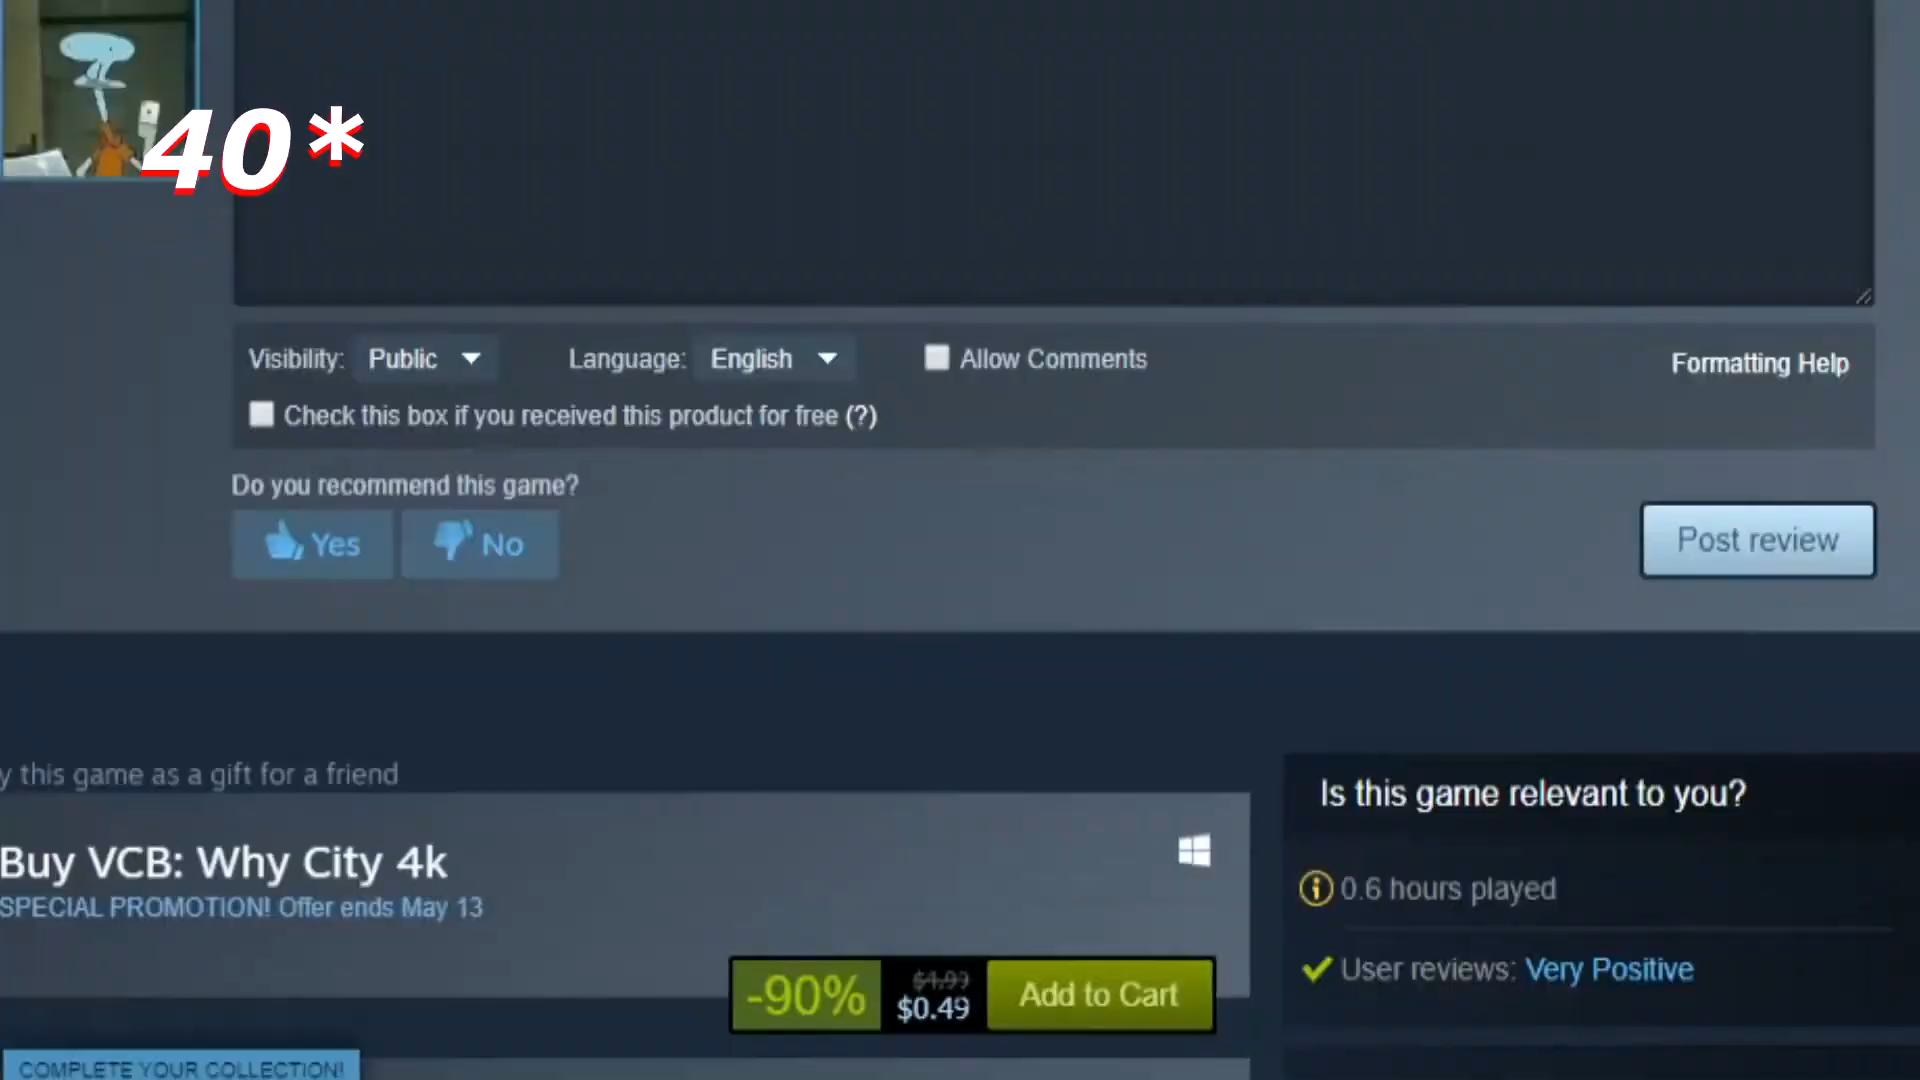 40*
Visibility: Public
Language: English
Allow Comments
Formatting Help
Check this box if you received this product for free (?)
Do you recommend this game?
Yes
No
Post review
y this game as a gift for a friend
Buy VCB: Why City 4k
SPECIAL PROMOTION! Offer ends May 13
-90%
$4.99
$0.49
Add to Cart
Is this game relevant to you?
0.6 hours played
User reviews: Very Positive
COMPLETE YOUR COLLECTION!